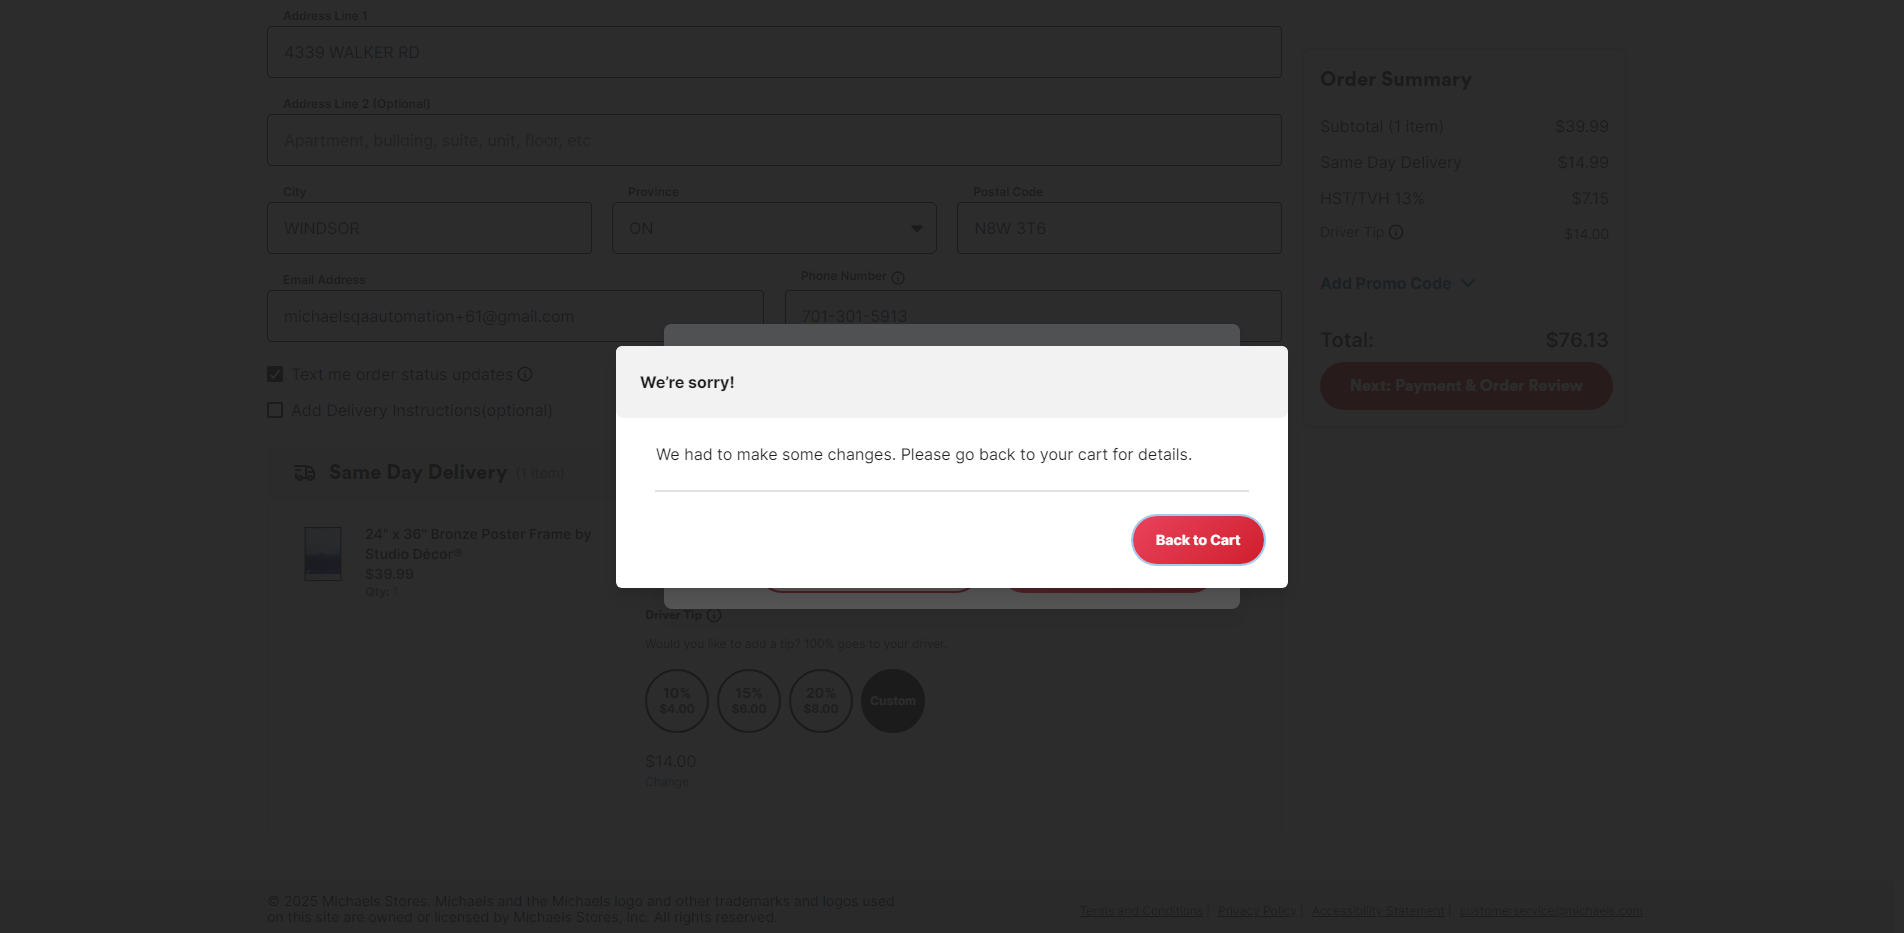 Address Line 1
4339 WALKER RD
Address Line 2 (Optional)
Apartment, building, suite, unit, floor, etc
City
Province
Postal Code
WINDSOR
ON
N8W 3T6
Email Address
Phone Number
michaelsqaautomation+61@gmail.com
701-301-5913
Text me order status updates
Add Delivery Instructions(optional)
Order Summary
Subtotal (1 item) $39.99
Same Day Delivery $14.99
HST/TVH 13% $7.15
Driver Tip $14.00
Add Promo Code
Total: $76.13
Next: Payment & Order Review
We're sorry!
We had to make some changes. Please go back to your cart for details.
Back to Cart
Same Day Delivery (1 item)
24" x 36" Bronze Poster Frame by
Studio Décor®
$39.99
Qty: 1
Driver Tip
Would you like to add a tip? 100% goes to your driver.
10%
$4.00
15%
$6.00
20%
$8.00
Custom
$14.00
Change
© 2025 Michaels Stores. Michaels and the Michaels logo and other trademarks and logos used
on this site are owned or licensed by Michaels Stores, Inc. All rights reserved.
Terms and Conditions | Privacy Policy | Accessibility Statement | customerservice@michaels.com